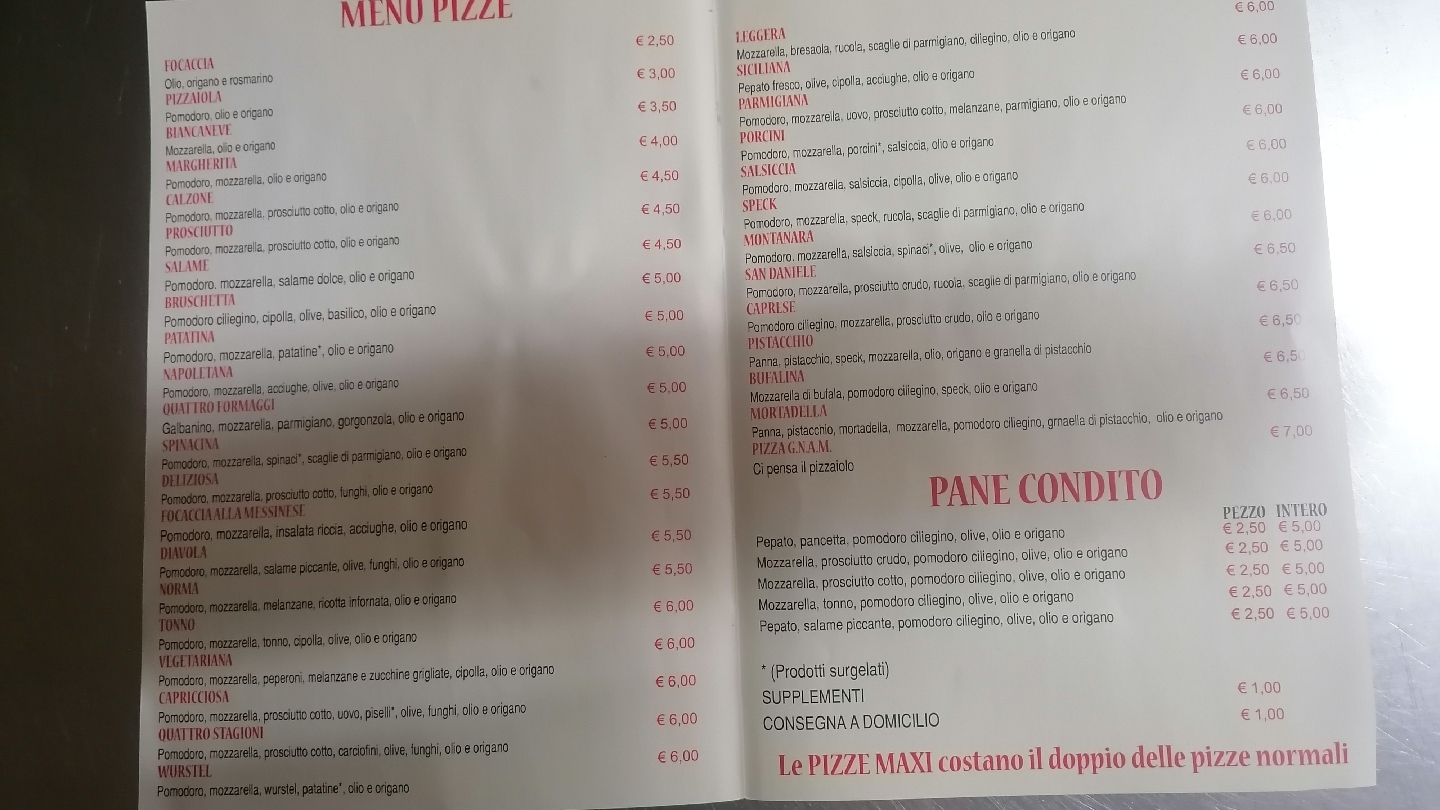 MENÙ PIZZE
FOCACCIA € 2,50
Olio, origano e rosmarino
PIZZAIOLA € 3,00
Pomodoro, olio e origano
BIANCANEVE € 3,50
Mozzarella, olio e origano
MARGHERITA € 4,00
Pomodoro, mozzarella, olio e origano
CALZONE € 4,50
Pomodoro, mozzarella, prosciutto cotto, olio e origano
PROSCIUTTO € 4,50
Pomodoro, mozzarella, prosciutto cotto, olio e origano
SALAME € 4,50
Pomodoro. mozzarella, salame dolce, olio e origano
BRUSCHETTA € 5,00
Pomodoro ciliegino, cipolla, olive, basilico, olio e origano
PATATINA € 5,00
Pomodoro, mozzarella, patatine*, olio e origano
NAPOLETANA € 5,00
Pomodoro, mozzarella, acciughe, olive, olio e origano
QUATTRO FORMAGGI € 5,00
Galbanino, mozzarella, parmigiano, gorgonzola, olio e origano
SPINACINA € 5,00
Pomodoro, mozzarella, spinaci*, scaglie di parmigiano, olio e origano
DELIZIOSA € 5,50
Pomodoro, mozzarella, prosciutto cotto, funghi, olio e origano
FOCACCIA ALLA MESSINESE € 5,50
Pomodoro, mozzarella, insalata riccia, acciughe, olio e origano
DIAVOLA € 5,50
Pomodoro, mozzarella, salame piccante, olive, funghi, olio e origano
NORMA € 5,50
Pomodoro, mozzarella, melanzane, ricotta infornata, olio e origano
TONNO € 6,00
Pomodoro, mozzarella, tonno, cipolla, olive, olio e origano
VEGETARIANA € 6,00
Pomodoro, mozzarella, peperoni, melanzane e zucchine grigliate, cipolla, olio e origano
CAPRICCIOSA € 6,00
Pomodoro, mozzarella, prosciutto cotto, uovo, piselli*, olive, funghi, olio e origano
QUATTRO STAGIONI € 6,00
Pomodoro, mozzarella, prosciutto cotto, carciofini, olive, funghi, olio e origano
WURSTEL € 6,00
Pomodoro, mozzarella, wurstel, patatine*, olio e origano
LEGGERA € 6,00
Mozzarella, bresaola, rucola, scaglie di parmigiano, ciliegino, olio e origano
SICILIANA € 6,00
Pepato fresco, olive, cipolla, acciughe, olio e origano
PARMIGIANA € 6,00
Pomodoro, mozzarella, uovo, prosciutto cotto, melanzane, parmigiano, olio e origano
PORCINI € 6,00
Pomodoro, mozzarella, porcini*, salsiccia, olio e origano
SALSICCIA € 6,00
Pomodoro, mozzarella, salsiccia, cipolla, olive, olio e origano
SPECK € 6,00
Pomodoro, mozzarella, speck, rucola, scaglie di parmigiano, olio e origano
MONTANARA € 6,00
Pomodoro, mozzarella, salsiccia, spinaci*, olive, olio e origano
SAN DANIELE € 6,50
Pomodoro, mozzarella, prosciutto crudo, rucola, scaglie di parmigiano, olio e origano
CAPRESE € 6,50
Pomodoro ciliegino, mozzarella, prosciutto crudo, olio e origano
PISTACCHIO € 6,50
Panna, pistacchio, speck, mozzarella, olio, origano e granella di pistacchio
BUFALINA € 6,50
Mozzarella di bufala, pomodoro ciliegino, speck, olio e origano
MORTADELLA € 6,50
Panna, pistacchio, mortadella, mozzarella, pomodoro ciliegino, grnaella di pistacchio, olio e origano
PIZZA G.N.A.M. € 7,00
Ci pensa il pizzaiolo
PANE CONDITO
PEZZO INTERO
Pepato, pancetta, pomodoro ciliegino, olive, olio e origano € 2,50 € 5,00
Mozzarella, prosciutto crudo, pomodoro ciliegino, olive, olio e origano € 2,50 € 5,00
Mozzarella, prosciutto cotto, pomodoro ciliegino, olive, olio e origano € 2,50 € 5,00
Mozzarella, tonno, pomodoro ciliegino, olive, olio e origano € 2,50 € 5,00
Pepato, salame piccante, pomodoro ciliegino, olive, olio e origano € 2,50 € 5,00
* (Prodotti surgelati)
SUPPLEMENTI € 1,00
CONSEGNA A DOMICILIO € 1,00
Le PIZZE MAXI costano il doppio delle pizze normali